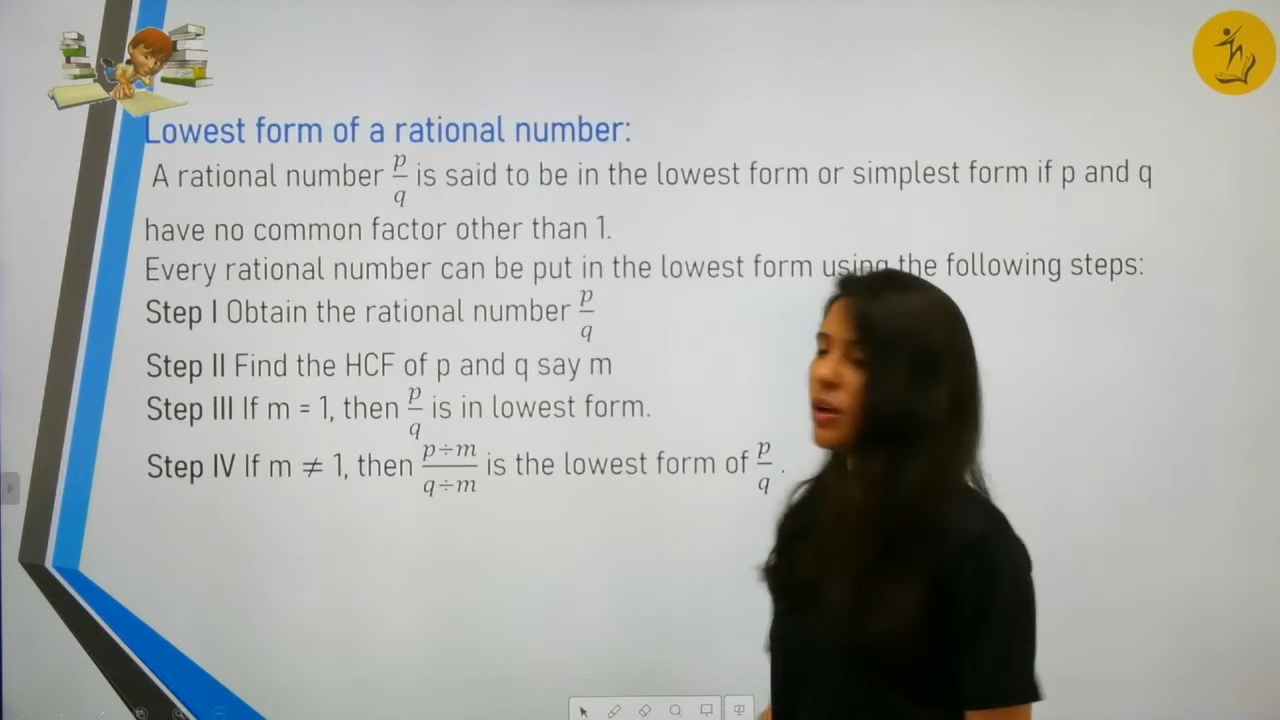 Lowest form of a rational number:
A rational number p/q is said to be in the lowest form or simplest form if p and q
have no common factor other than 1.
Every rational number can be put in the lowest form using the following steps:
Step I Obtain the rational number p/q
Step II Find the HCF of p and q say m
Step III If m = 1, then p/q is in lowest form.
Step IV If m ≠ 1, then p÷m/q÷m is the lowest form of p/q .